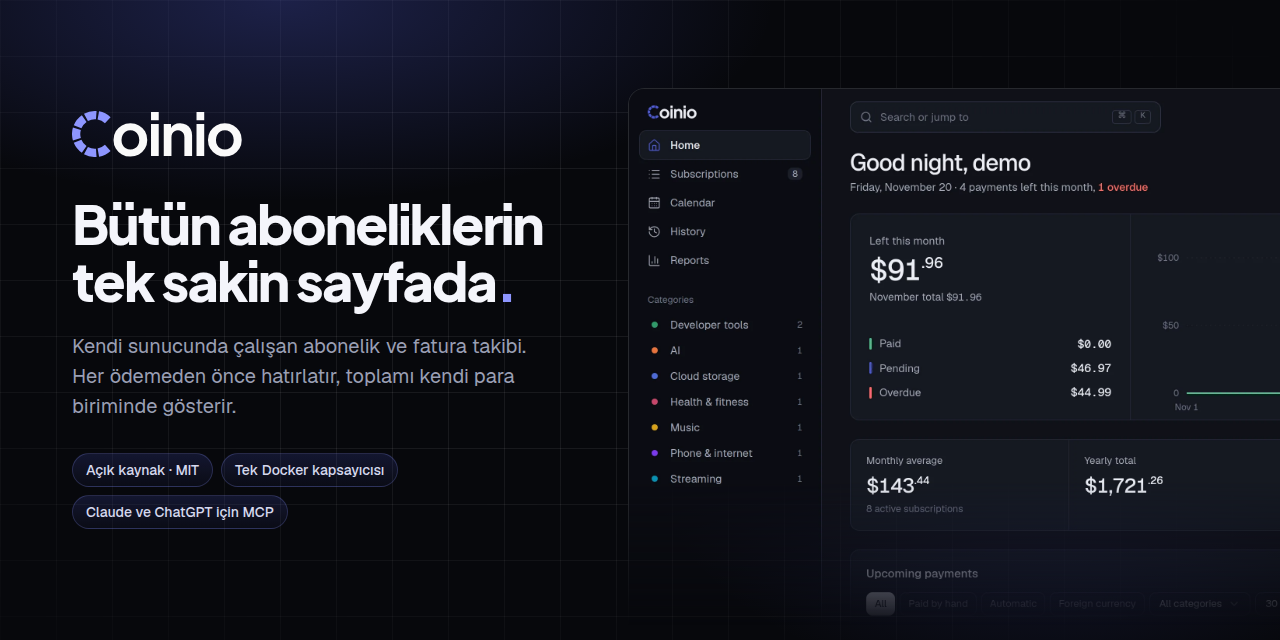 Coinio
Bütün aboneliklerin
tek sakin sayfada.
Kendi sunucunda çalışan abonelik ve fatura takibi.
Her ödemeden önce hatırlatır, toplamı kendi para
biriminde gösterir.
Açık kaynak · MIT
Tek Docker kapsayıcısı
Claude ve ChatGPT için MCP
Coinio
Home
Subscriptions 8
Calendar
History
Reports
Categories
Developer tools 2
AI 1
Cloud storage 1
Health & fitness 1
Music 1
Phone & internet 1
Streaming 1
Search or jump to ⌘ K
Good night, demo
Friday, November 20 · 4 payments left this month, 1 overdue
Left this month
$91.96
November total $91.96
Paid $0.00
Pending $46.97
Overdue $44.99
$100
$50
0
Nov 1
Monthly average
$143.44
8 active subscriptions
Yearly total
$1,721.26
Upcoming payments
All Paid by hand Automatic Foreign currency All categories 30